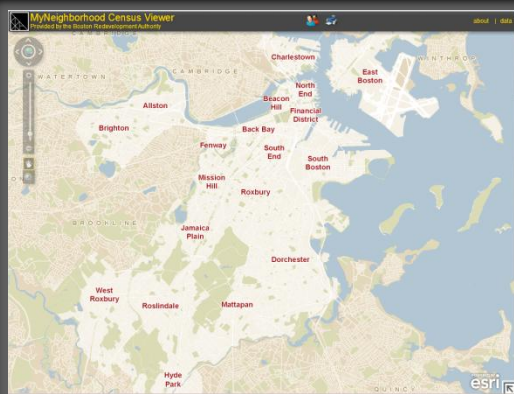 MyNeighborhood Census Viewer
Provided by the Boston Redevelopment Authority
about | data
CAMBRIDGE
WINTHROP
WATERTOWN
Charlestown
East
Boston
North
End
Allston
Beacon
Hill
Financial
District
Brighton
Back Bay
Fenway
South
End
South
Boston
Mission
Hill
Roxbury
BROOKLINE
Jamaica
Plain
Dorchester
West
Roxbury
Roslindale
Mattapan
Hyde
Park
QUINCY
esri